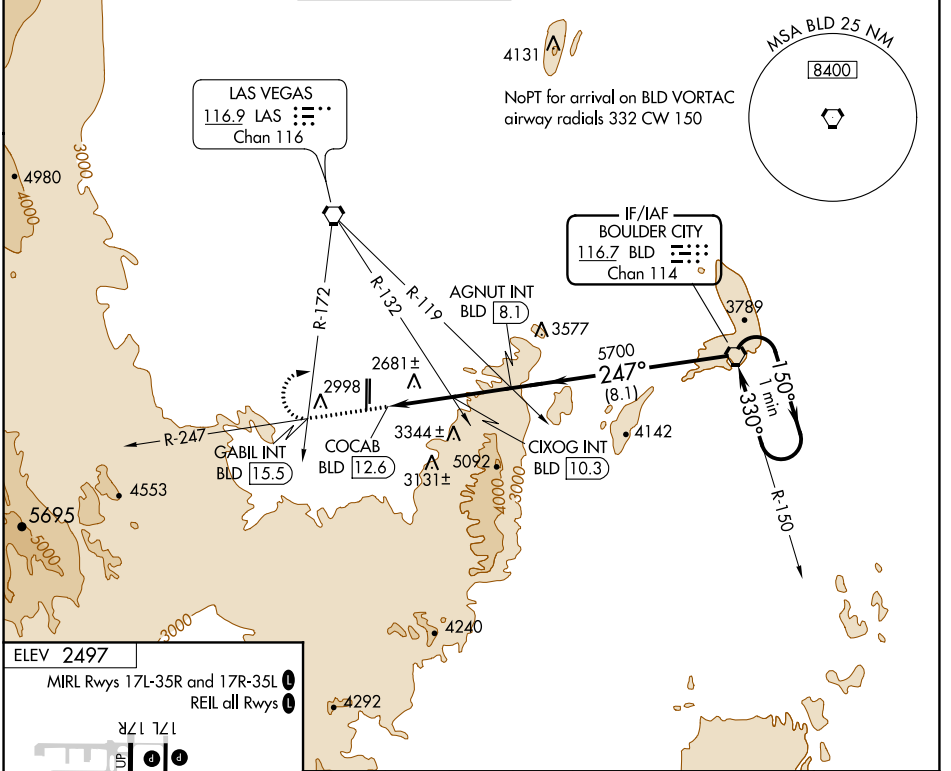 MSA BLD 25 NM
8400
4131
NoPT for arrival on BLD VORTAC
airway radials 332 CW 150
LAS VEGAS
116.9 LAS
Chan 116
3000
4980
4000
IF/IAF
BOULDER CITY
116.7 BLD
Chan 114
R-172
R-132
R-119
AGNUT INT
BLD 8.1
3577
3789
5700
247°
(8.1)
150°
1 min
330°
2681±
2998
4142
R-247
GABIL INT
BLD 15.5
COCAB
BLD 12.6
3344±
3131±
5092
4000
3000
CIXOG INT
BLD 10.3
R-150
4553
5695
5000
3000
4240
4292
ELEV 2497
MIRL Rwys 17L-35R and 17R-35L L
REIL all Rwys L
17R 17L
UP
P P